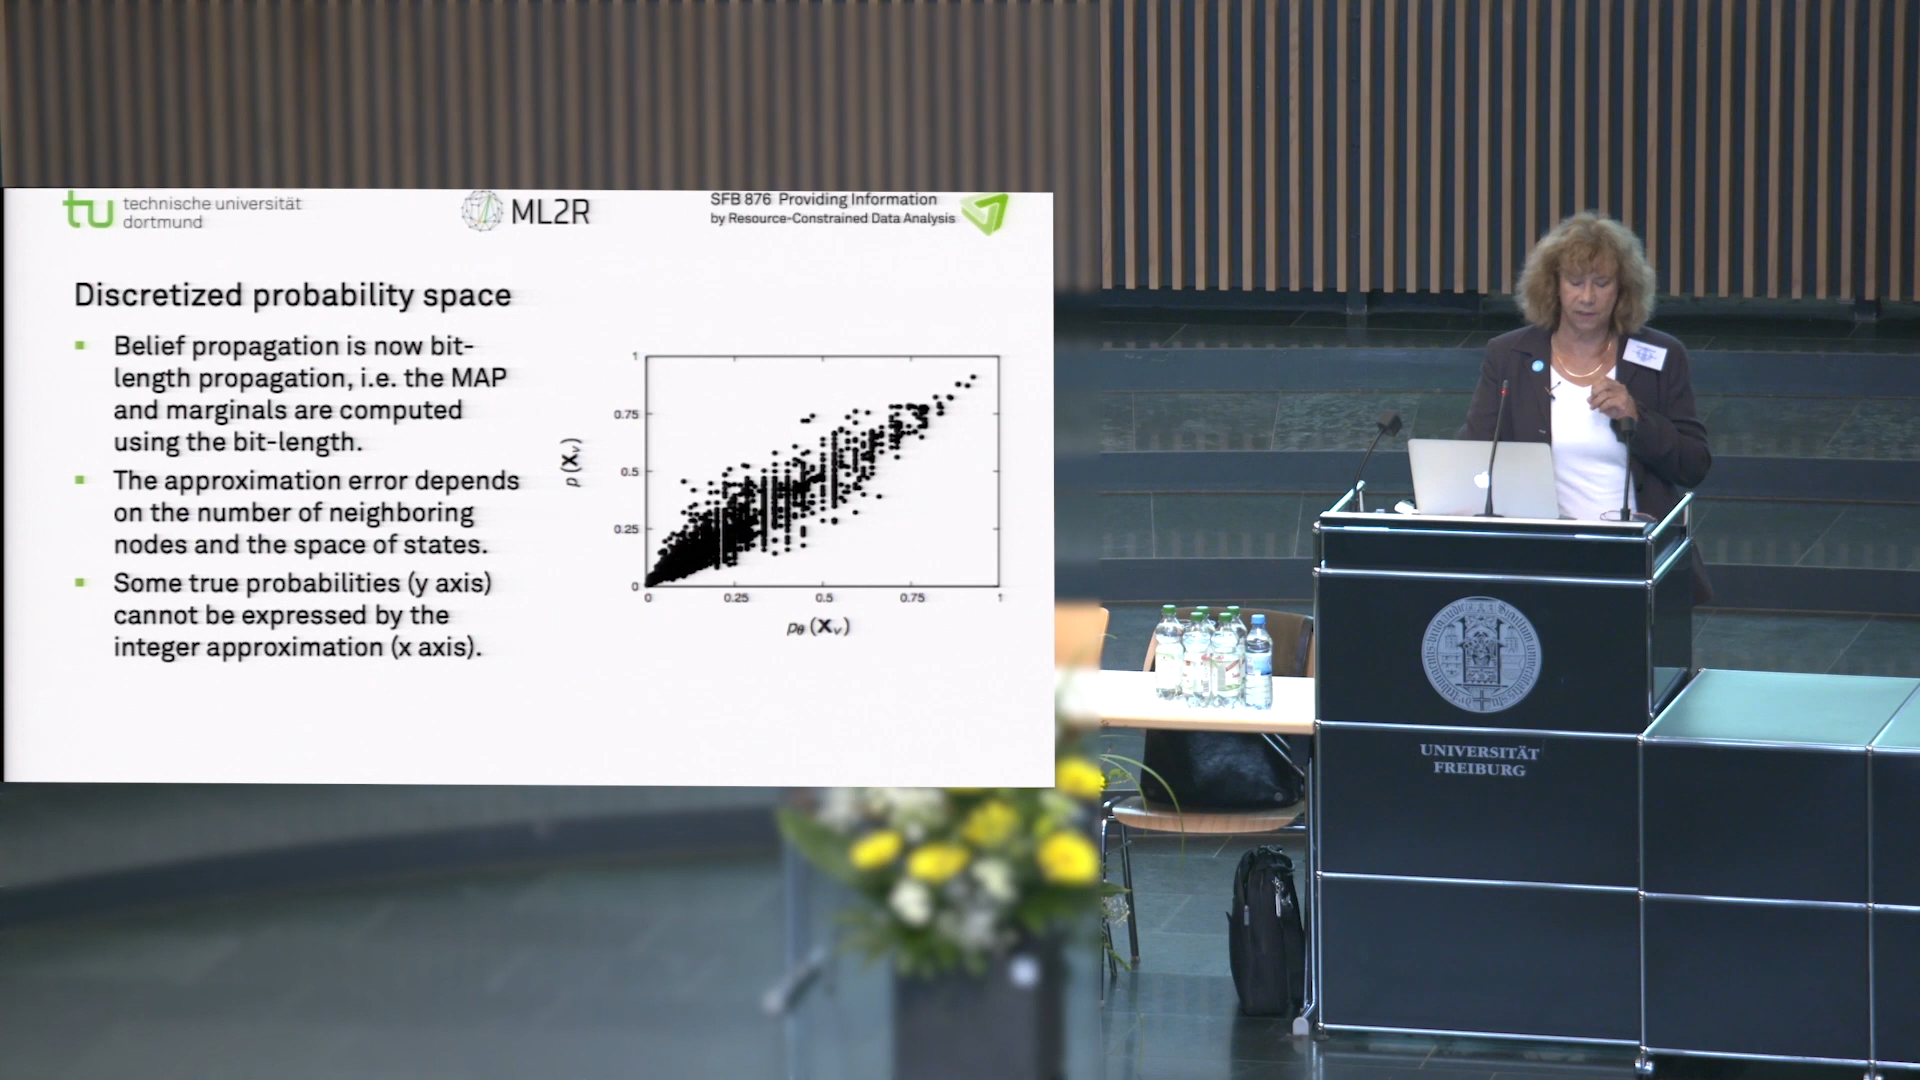 tu technische universität
dortmund
ML2R
SFB 876 Providing Information
by Resource-Constrained Data Analysis
Discretized probability space
Belief propagation is now bit-
length propagation, i.e. the MAP
and marginals are computed
using the bit-length.
The approximation error depends
on the number of neighboring
nodes and the space of states.
Some true probabilities (y axis)
cannot be expressed by the
integer approximation (x axis).
p(Xᵥ)
1
0.75
0.5
0.25
0
0 0.25 0.5 0.75 1
pθ(Xᵥ)
UNIVERSITÄT
FREIBURG